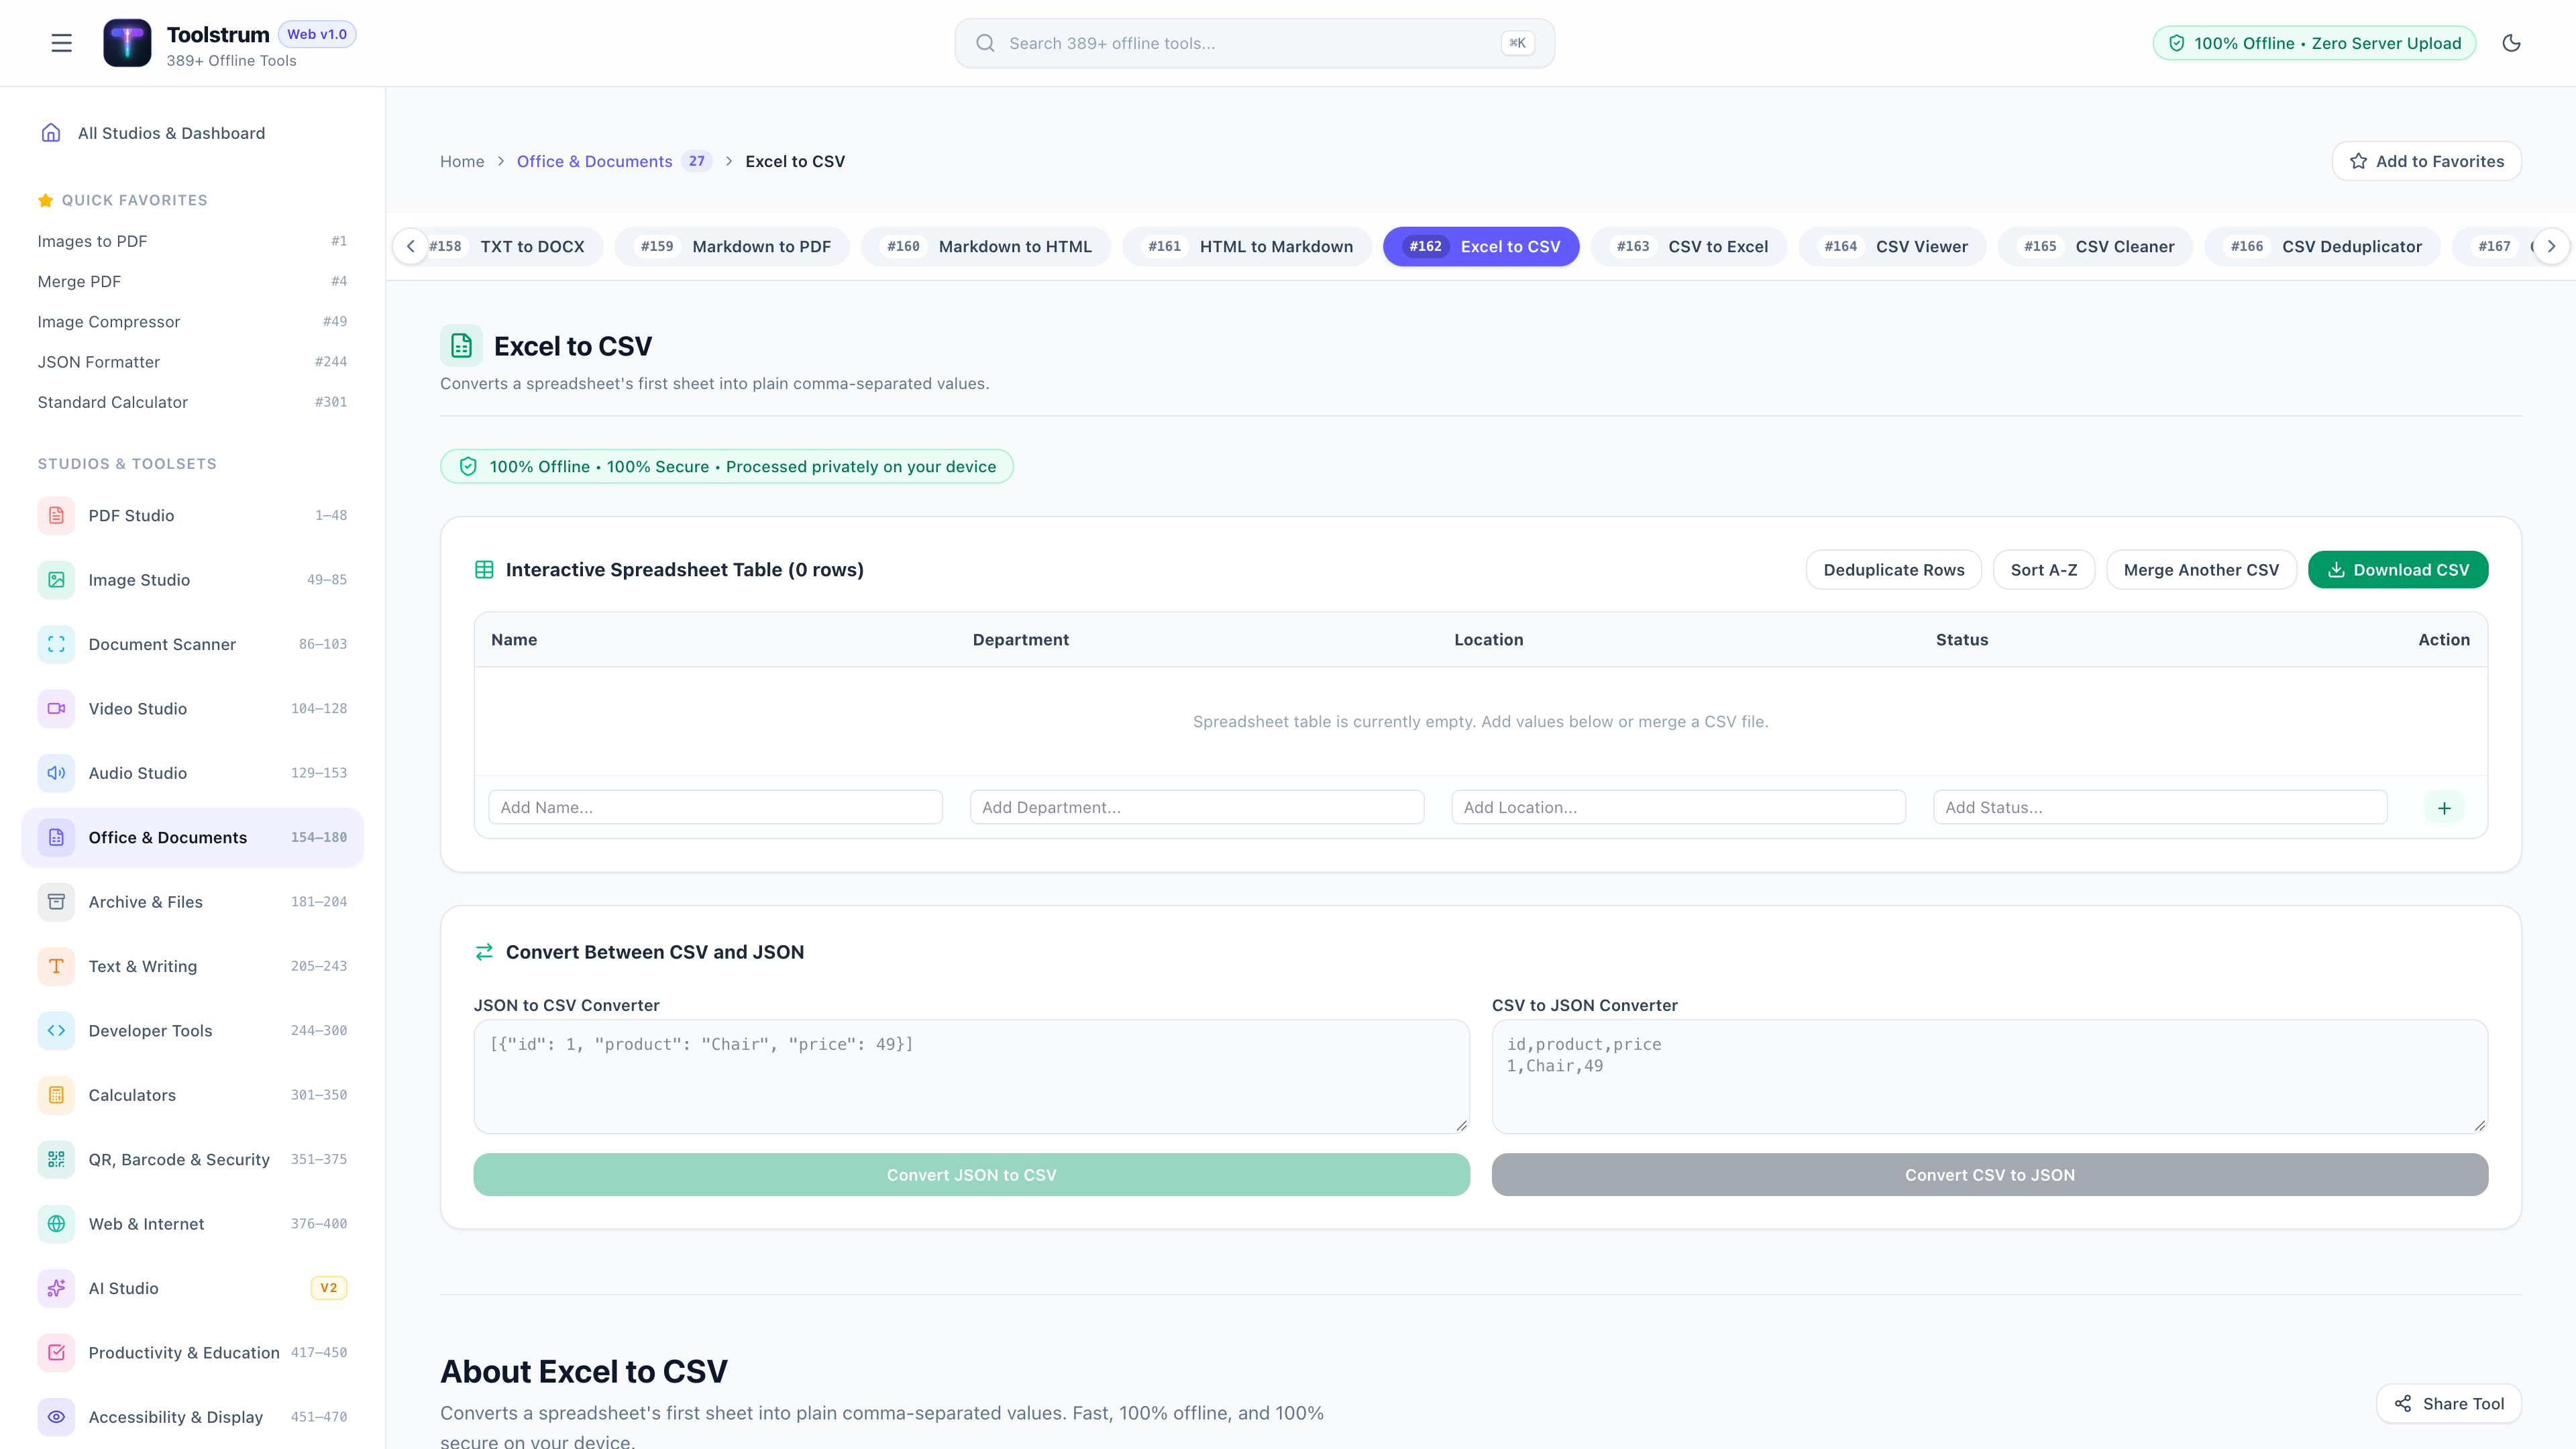 Toolstrum Web v1.0
389+ Offline Tools
Search 389+ offline tools... ⌘K
100% Offline • Zero Server Upload
All Studios & Dashboard
QUICK FAVORITES
Images to PDF #1
Merge PDF #4
Image Compressor #49
JSON Formatter #244
Standard Calculator #301
STUDIOS & TOOLSETS
PDF Studio 1–48
Image Studio 49–85
Document Scanner 86–103
Video Studio 104–128
Audio Studio 129–153
Office & Documents 154–180
Archive & Files 181–204
Text & Writing 205–243
Developer Tools 244–300
Calculators 301–350
QR, Barcode & Security 351–375
Web & Internet 376–400
AI Studio V2
Productivity & Education 417–450
Accessibility & Display 451–470
Home > Office & Documents 27 > Excel to CSV
Add to Favorites
#158 TXT to DOCX #159 Markdown to PDF #160 Markdown to HTML #161 HTML to Markdown #162 Excel to CSV #163 CSV to Excel #164 CSV Viewer #165 CSV Cleaner #166 CSV Deduplicator #167
Excel to CSV
Converts a spreadsheet's first sheet into plain comma-separated values.
100% Offline • 100% Secure • Processed privately on your device
Interactive Spreadsheet Table (0 rows)
Deduplicate Rows Sort A-Z Merge Another CSV Download CSV
Name Department Location Status Action
Spreadsheet table is currently empty. Add values below or merge a CSV file.
Add Name... Add Department... Add Location... Add Status... +
Convert Between CSV and JSON
JSON to CSV Converter
[{"id": 1, "product": "Chair", "price": 49}]
Convert JSON to CSV
CSV to JSON Converter
id,product,price
1,Chair,49
Convert CSV to JSON
About Excel to CSV
Converts a spreadsheet's first sheet into plain comma-separated values. Fast, 100% offline, and 100%
secure on your device.
Share Tool